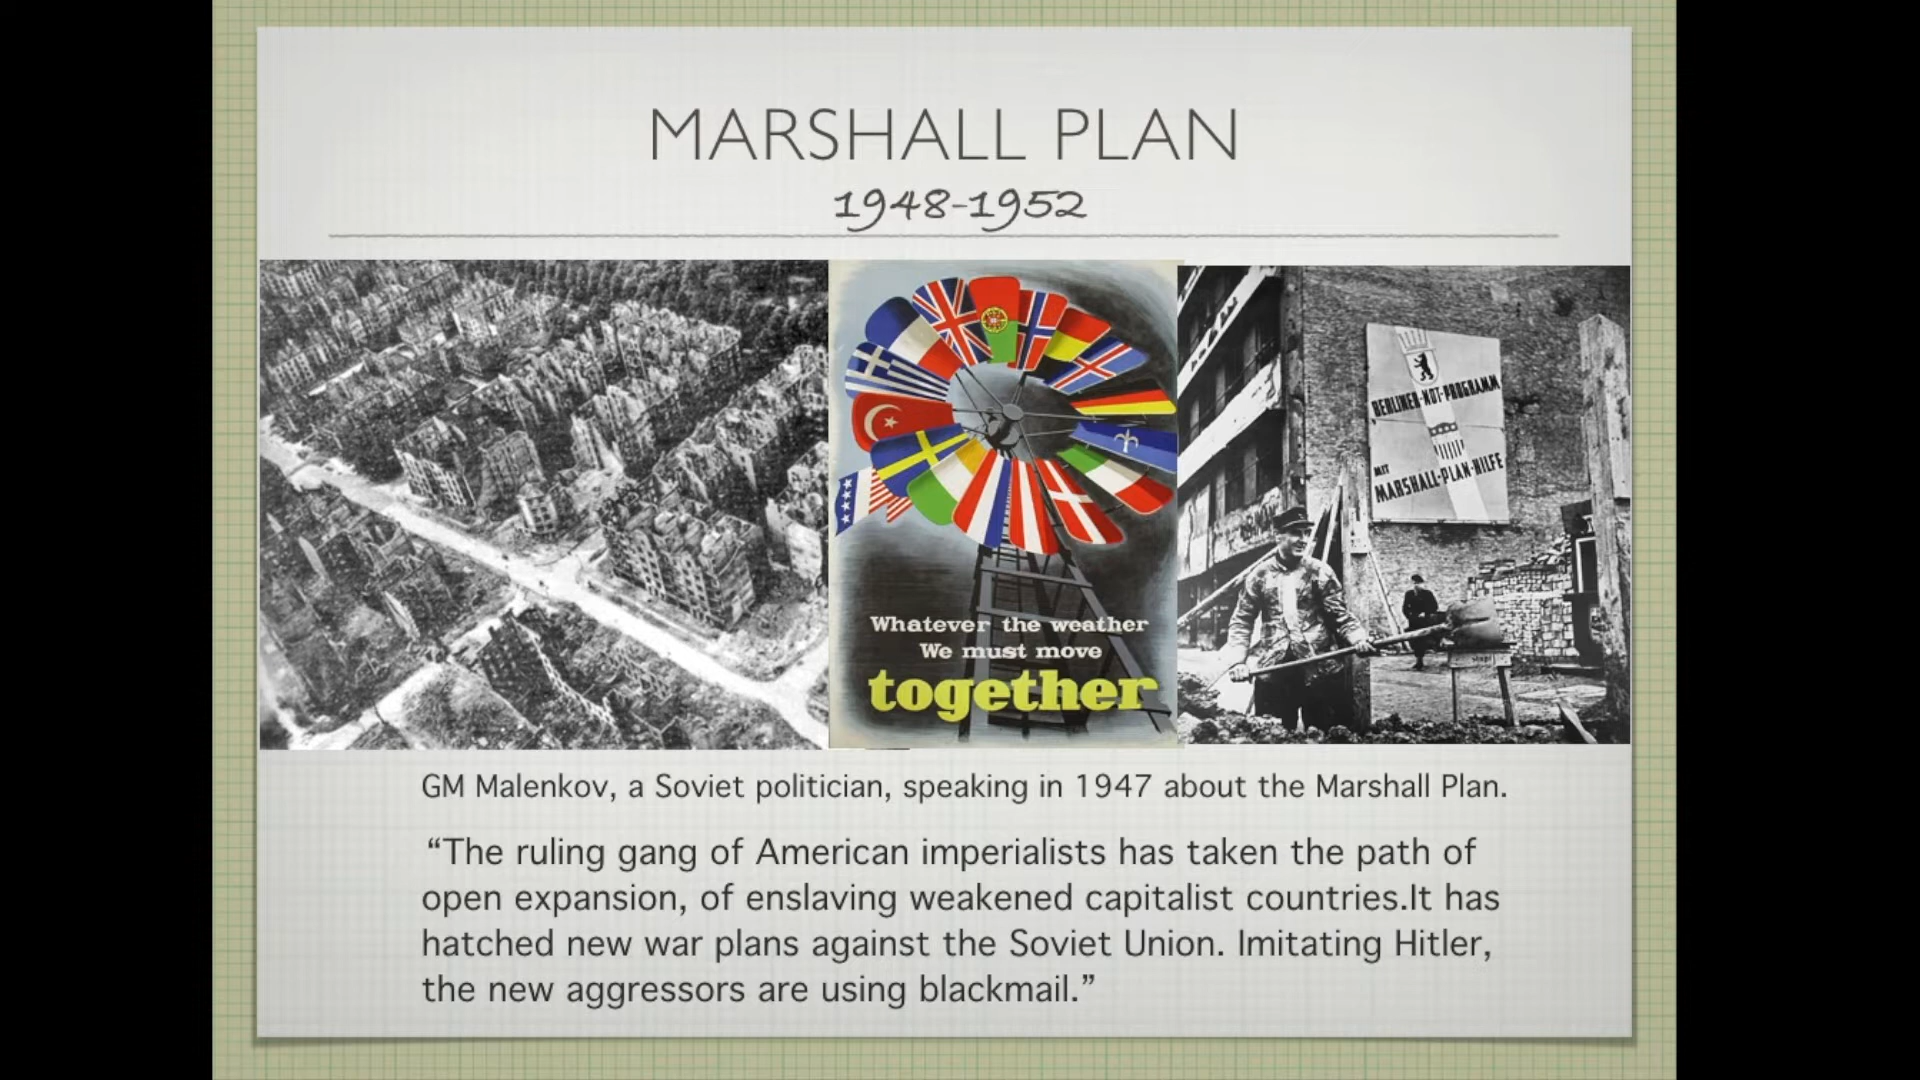 MARSHALL PLAN
1948-1952
Whatever the weather
We must move
together
BERLINER-NOT-PROGRAMM
MIT
MARSHALL-PLAN-HILFE
GM Malenkov, a Soviet politician, speaking in 1947 about the Marshall Plan.
“The ruling gang of American imperialists has taken the path of
open expansion, of enslaving weakened capitalist countries.It has
hatched new war plans against the Soviet Union. Imitating Hitler,
the new aggressors are using blackmail.”